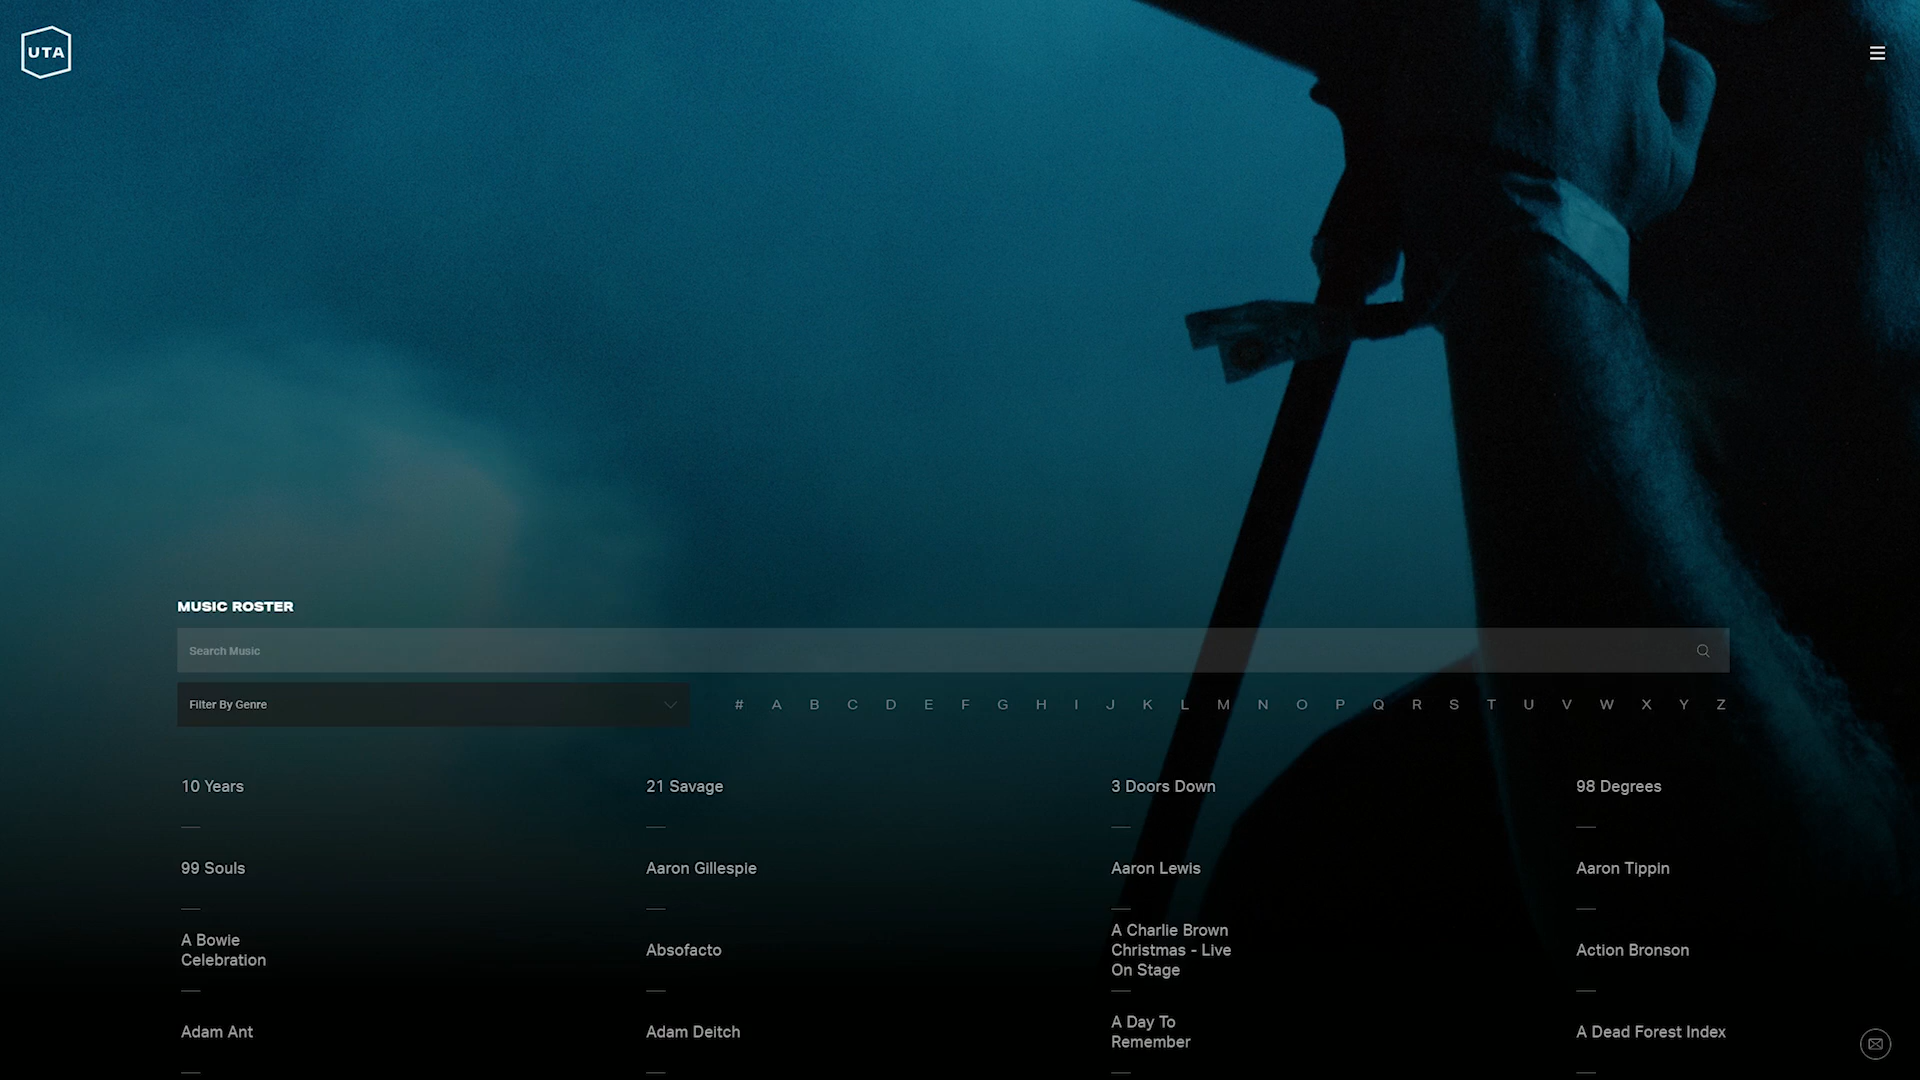 UTA
MUSIC ROSTER
Search Music
Filter By Genre
# A B C D E F G H I J K L M N O P Q R S T U V W X Y Z
10 Years
21 Savage
3 Doors Down
98 Degrees
99 Souls
Aaron Gillespie
Aaron Lewis
Aaron Tippin
A Bowie
Celebration
Absofacto
A Charlie Brown
Christmas - Live
On Stage
Action Bronson
Adam Ant
Adam Deitch
A Day To
Remember
A Dead Forest Index